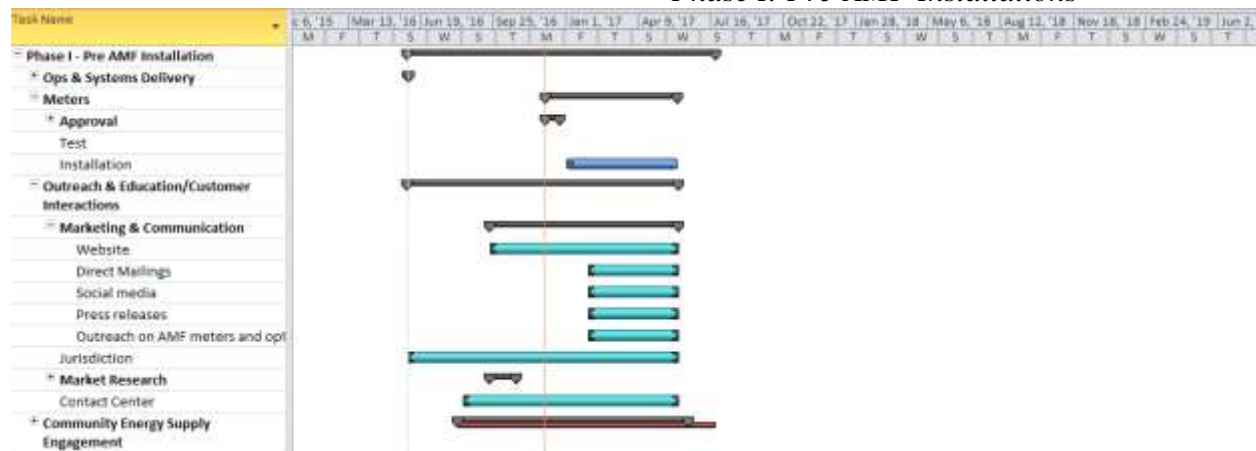 Phase I: Pre AMF Installations
Task Name
c 6, '15 Mar 13, '16 Jun 19, '16 Sep 25, '16 Jan 1, '17 Apr 9, '17 Jul 16, '17 Oct 22, '17 Jan 28, '18 May 6, '18 Aug 12, '18 Nov 18, '18 Feb 24, '19 Jun 2,
M F T S W S T M F T S W S T M F T S W S T M F T S W S T
Phase I - Pre AMF Installation
Ops & Systems Delivery
Meters
Approval
Test
Installation
Outreach & Education/Customer
Interactions
Marketing & Communication
Website
Direct Mailings
Social media
Press releases
Outreach on AMF meters and opt
Jurisdiction
Market Research
Contact Center
Community Energy Supply
Engagement